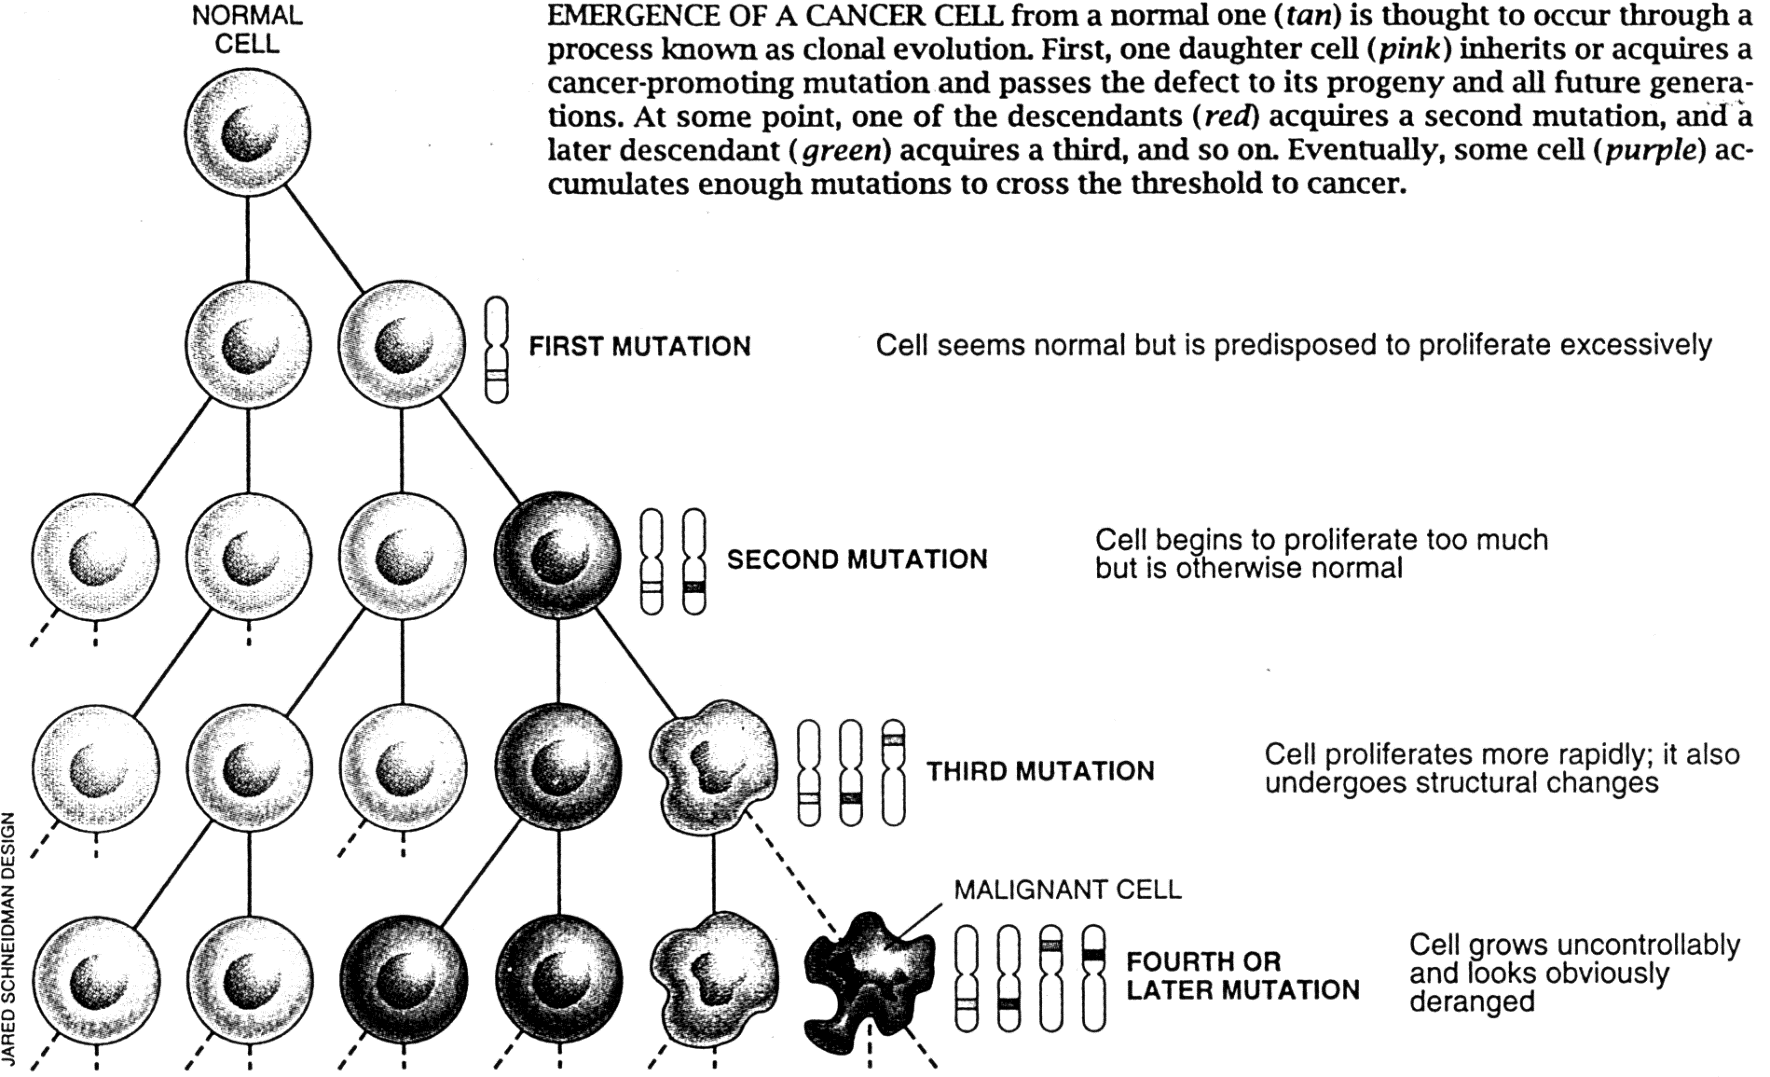 NORMAL
CELL
EMERGENCE OF A CANCER CELL from a normal one (tan) is thought to occur through a
process known as clonal evolution. First, one daughter cell (pink) inherits or acquires a
cancer-promoting mutation and passes the defect to its progeny and all future genera-
tions. At some point, one of the descendants (red) acquires a second mutation, and a
later descendant (green) acquires a third, and so on. Eventually, some cell (purple) ac-
cumulates enough mutations to cross the threshold to cancer.
FIRST MUTATION
Cell seems normal but is predisposed to proliferate excessively
SECOND MUTATION
Cell begins to proliferate too much
but is otherwise normal
THIRD MUTATION
Cell proliferates more rapidly; it also
undergoes structural changes
MALIGNANT CELL
FOURTH OR
LATER MUTATION
Cell grows uncontrollably
and looks obviously
deranged
JARED SCHNEIDMAN DESIGN